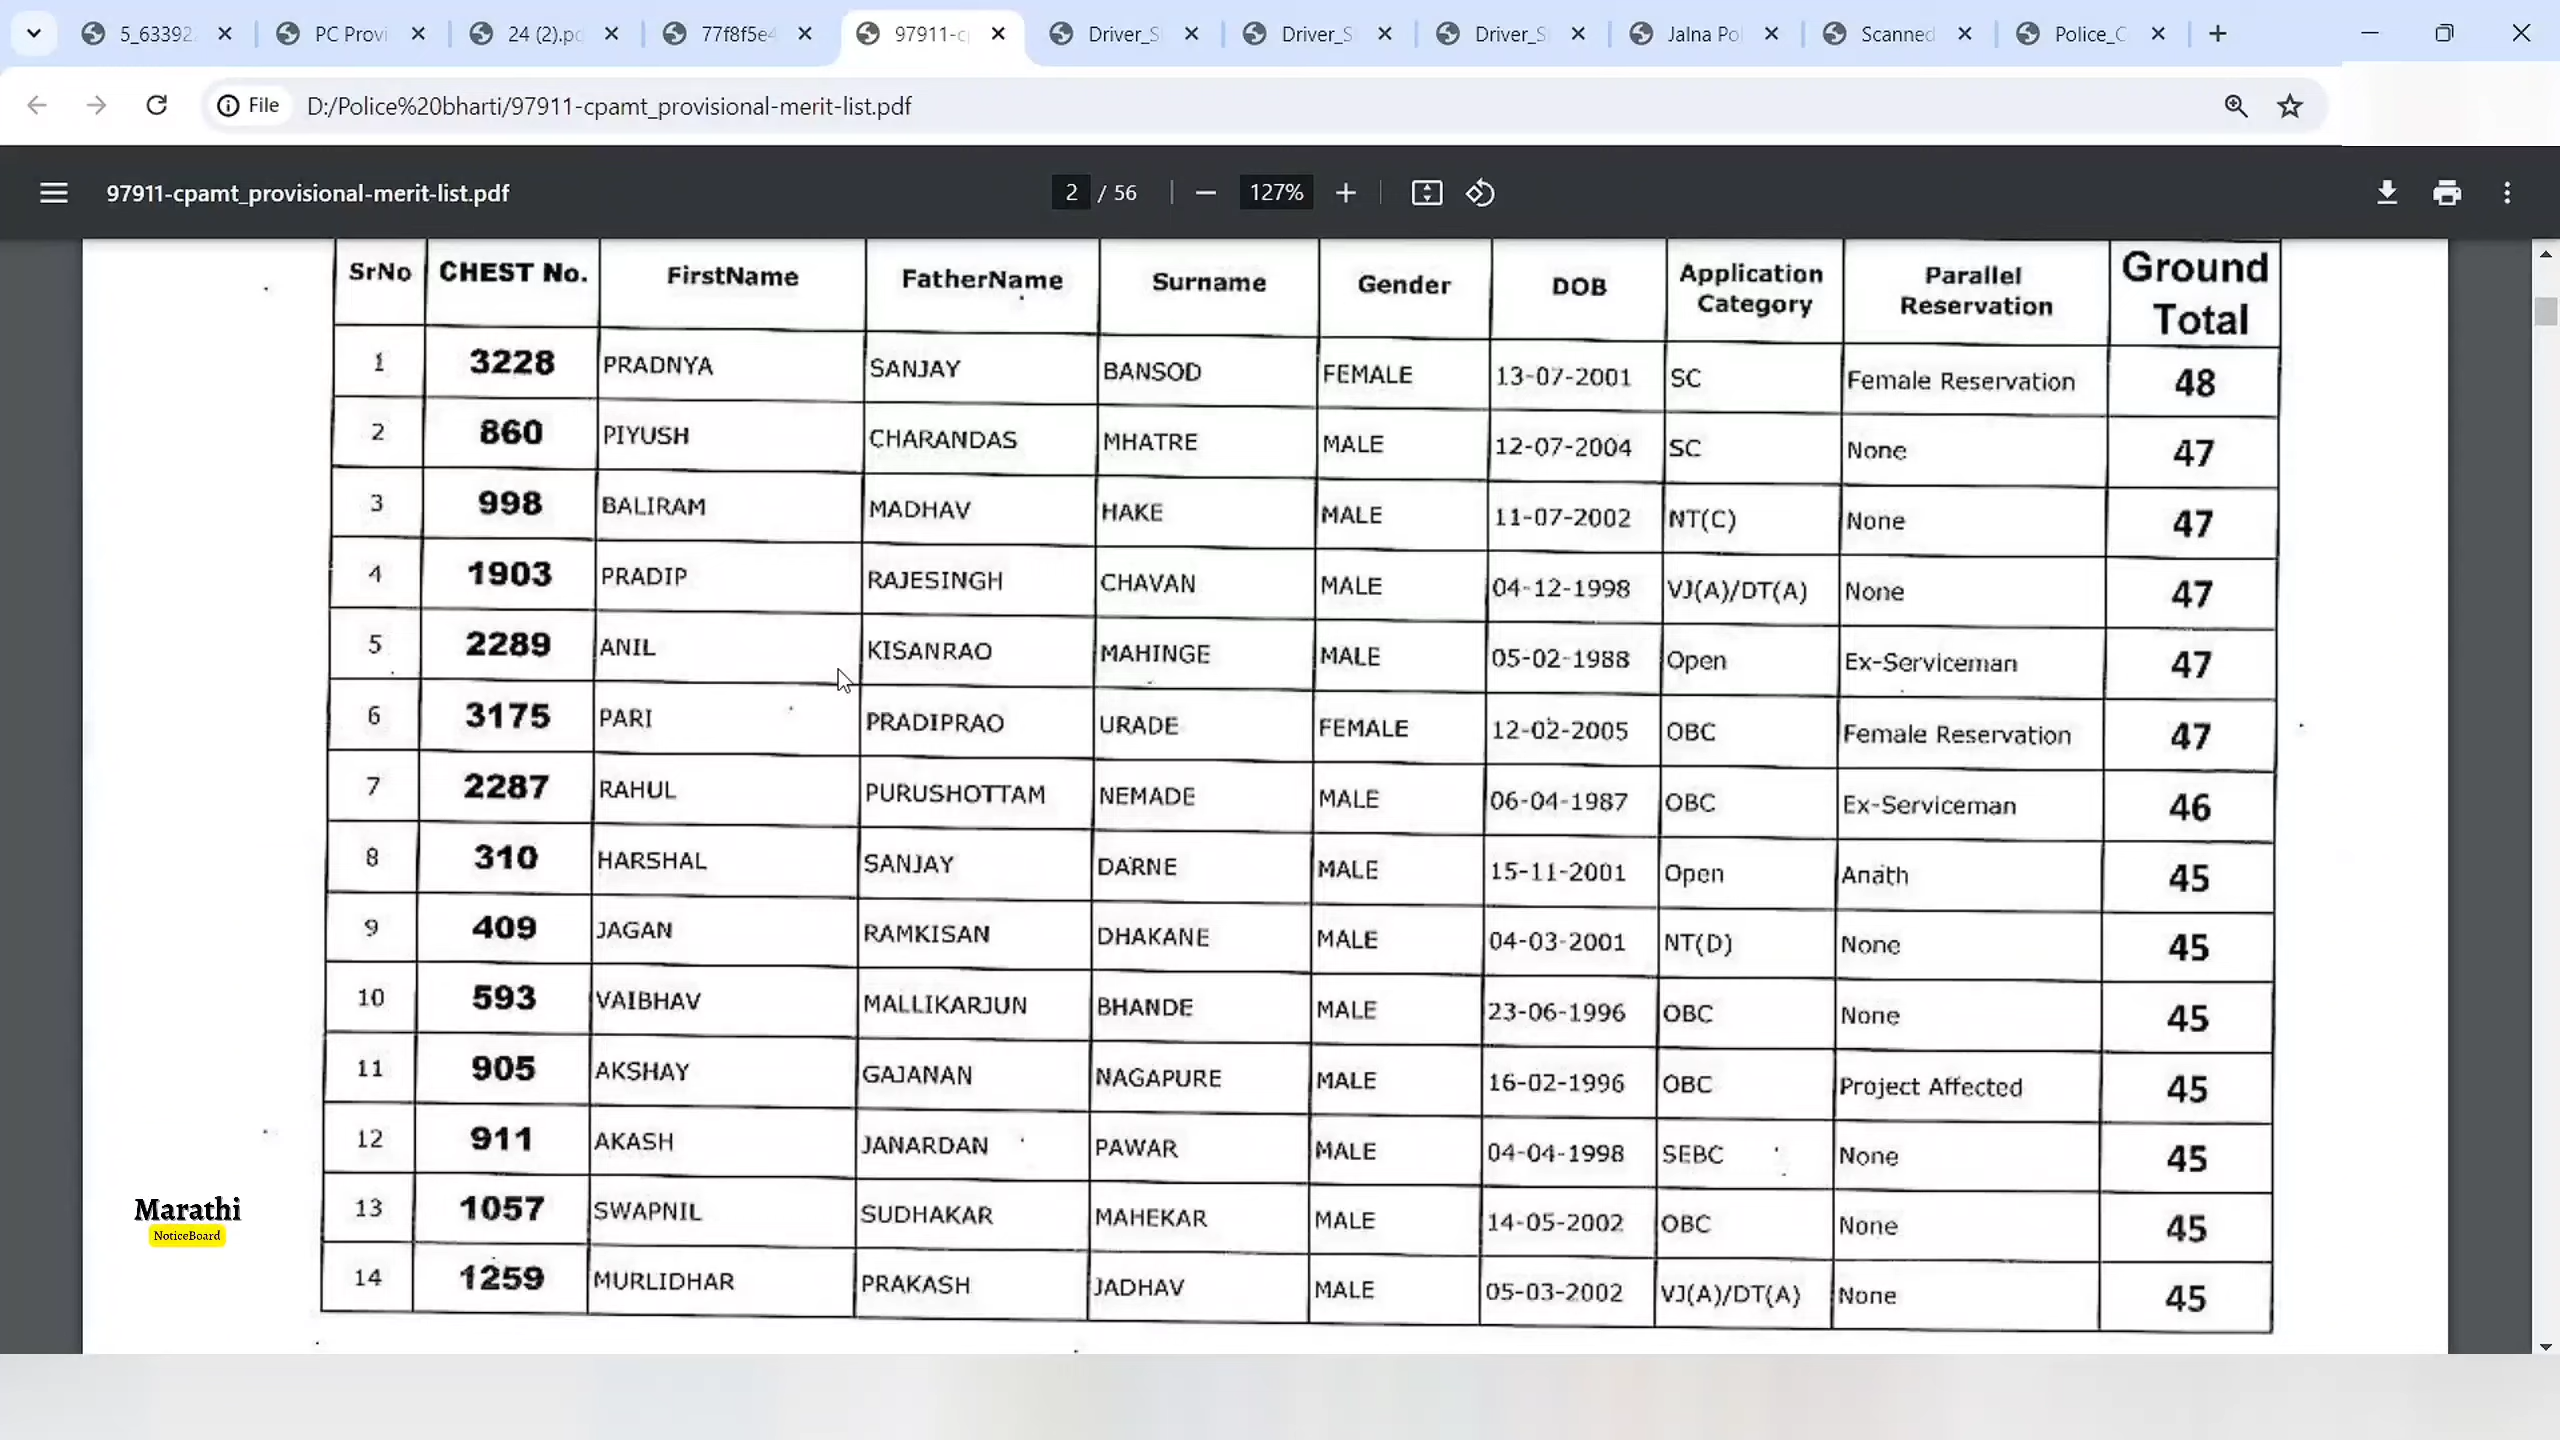 5_63392
PC Provi
24 (2).pd
77f8f5e4
97911-c
Driver_S
Driver_S
Driver_S
Jalna Pol
Scanned
Police_C
File D:/Police%20bharti/97911-cpamt_provisional-merit-list.pdf
97911-cpamt_provisional-merit-list.pdf 2 / 56 127%
SrNo CHEST No. FirstName FatherName Surname Gender DOB Application Category Parallel Reservation Ground Total
1 3228 PRADNYA SANJAY BANSOD FEMALE 13-07-2001 SC Female Reservation 48
2 860 PIYUSH CHARANDAS MHATRE MALE 12-07-2004 SC None 47
3 998 BALIRAM MADHAV HAKE MALE 11-07-2002 NT(C) None 47
4 1903 PRADIP RAJESINGH CHAVAN MALE 04-12-1998 VJ(A)/DT(A) None 47
5 2289 ANIL KISANRAO MAHINGE MALE 05-02-1988 Open Ex-Serviceman 47
6 3175 PARI PRADIPRAO URADE FEMALE 12-02-2005 OBC Female Reservation 47
7 2287 RAHUL PURUSHOTTAM NEMADE MALE 06-04-1987 OBC Ex-Serviceman 46
8 310 HARSHAL SANJAY DARNE MALE 15-11-2001 Open Anath 45
9 409 JAGAN RAMKISAN DHAKANE MALE 04-03-2001 NT(D) None 45
10 593 VAIBHAV MALLIKARJUN BHANDE MALE 23-06-1996 OBC None 45
11 905 AKSHAY GAJANAN NAGAPURE MALE 16-02-1996 OBC Project Affected 45
12 911 AKASH JANARDAN PAWAR MALE 04-04-1998 SEBC None 45
13 1057 SWAPNIL SUDHAKAR MAHEKAR MALE 14-05-2002 OBC None 45
14 1259 MURLIDHAR PRAKASH JADHAV MALE 05-03-2002 VJ(A)/DT(A) None 45
Marathi
NoticeBoard